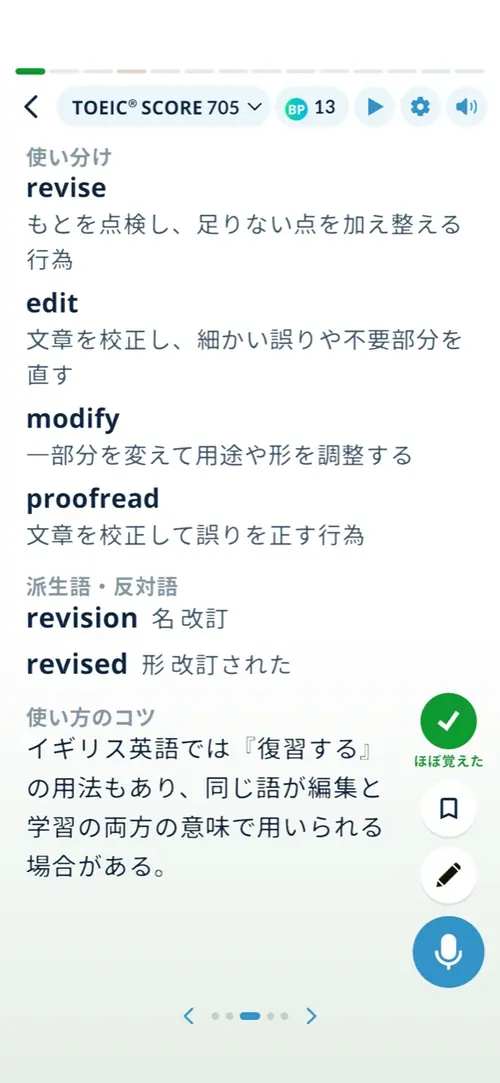 TOEIC® SCORE 705
BP 13
使い分け
revise
もとを点検し、足りない点を加え整える
行為
edit
文章を校正し、細かい誤りや不要部分を
直す
modify
一部分を変えて用途や形を調整する
proofread
文章を校正して誤りを正す行為
派生語・反対語
revision 名 改訂
revised 形 改訂された
使い方のコツ
イギリス英語では『復習する』
の用法もあり、同じ語が編集と
学習の両方の意味で用いられる
場合がある。
ほぼ覚えた